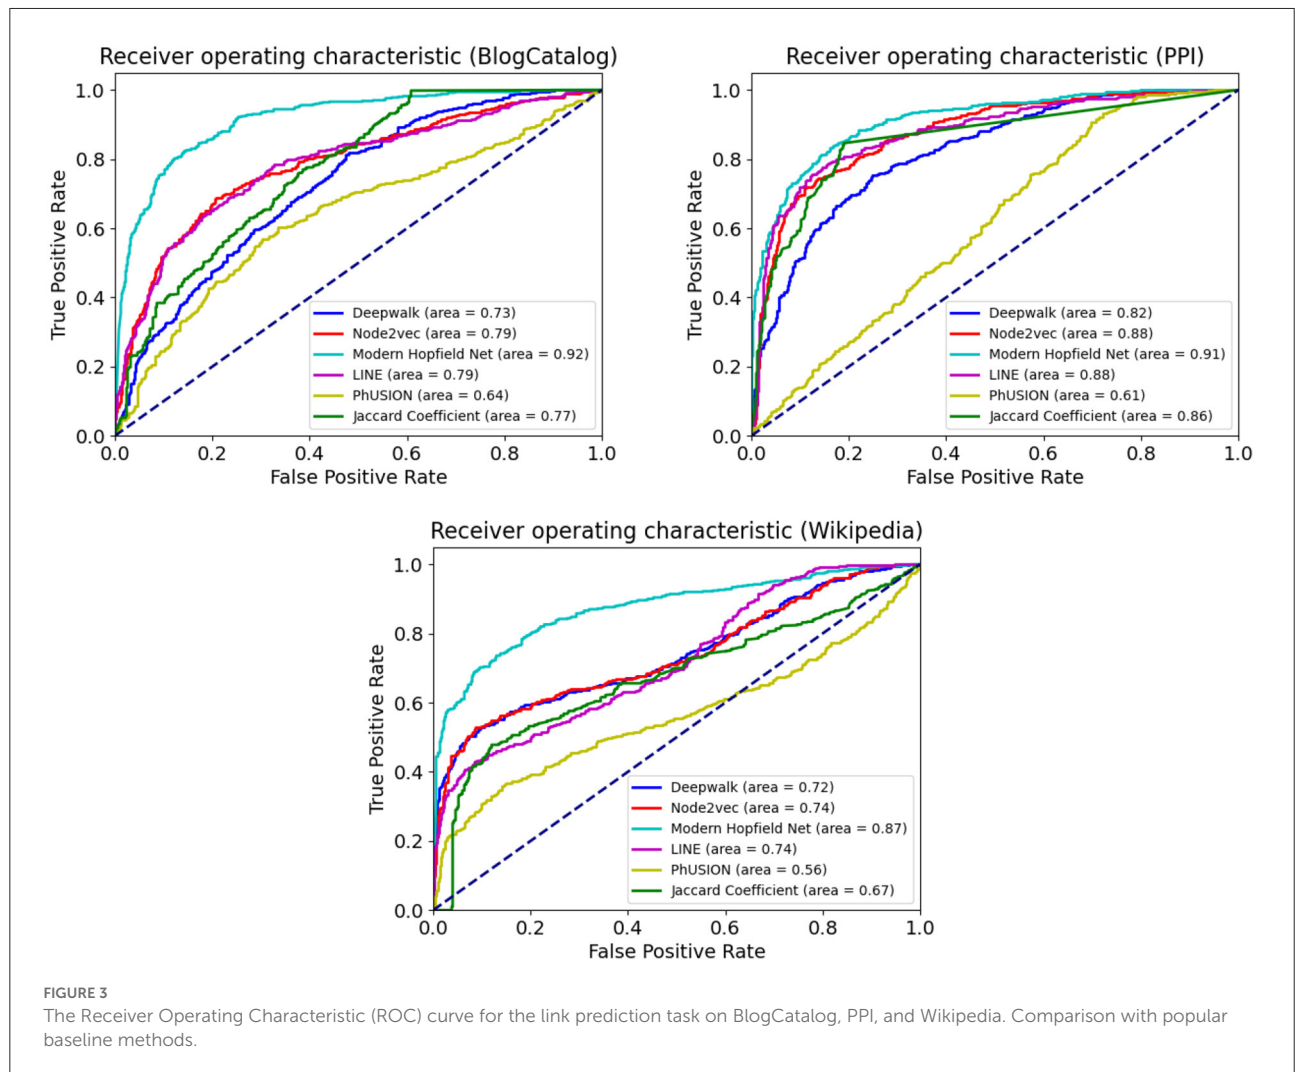 Receiver operating characteristic (BlogCatalog)
True Positive Rate
1.0
0.8
0.6
0.4
0.2
0.0
Deepwalk (area = 0.73)
Node2vec (area = 0.79)
Modern Hopfield Net (area = 0.92)
LINE (area = 0.79)
PhUSION (area = 0.64)
Jaccard Coefficient (area = 0.77)
0.0 0.2 0.4 0.6 0.8 1.0
False Positive Rate
Receiver operating characteristic (PPI)
True Positive Rate
1.0
0.8
0.6
0.4
0.2
0.0
Deepwalk (area = 0.82)
Node2vec (area = 0.88)
Modern Hopfield Net (area = 0.91)
LINE (area = 0.88)
PhUSION (area = 0.61)
Jaccard Coefficient (area = 0.86)
0.0 0.2 0.4 0.6 0.8 1.0
False Positive Rate
Receiver operating characteristic (Wikipedia)
True Positive Rate
1.0
0.8
0.6
0.4
0.2
0.0
Deepwalk (area = 0.72)
Node2vec (area = 0.74)
Modern Hopfield Net (area = 0.87)
LINE (area = 0.74)
PhUSION (area = 0.56)
Jaccard Coefficient (area = 0.67)
0.0 0.2 0.4 0.6 0.8 1.0
False Positive Rate
FIGURE 3
The Receiver Operating Characteristic (ROC) curve for the link prediction task on BlogCatalog, PPI, and Wikipedia. Comparison with popular
baseline methods.